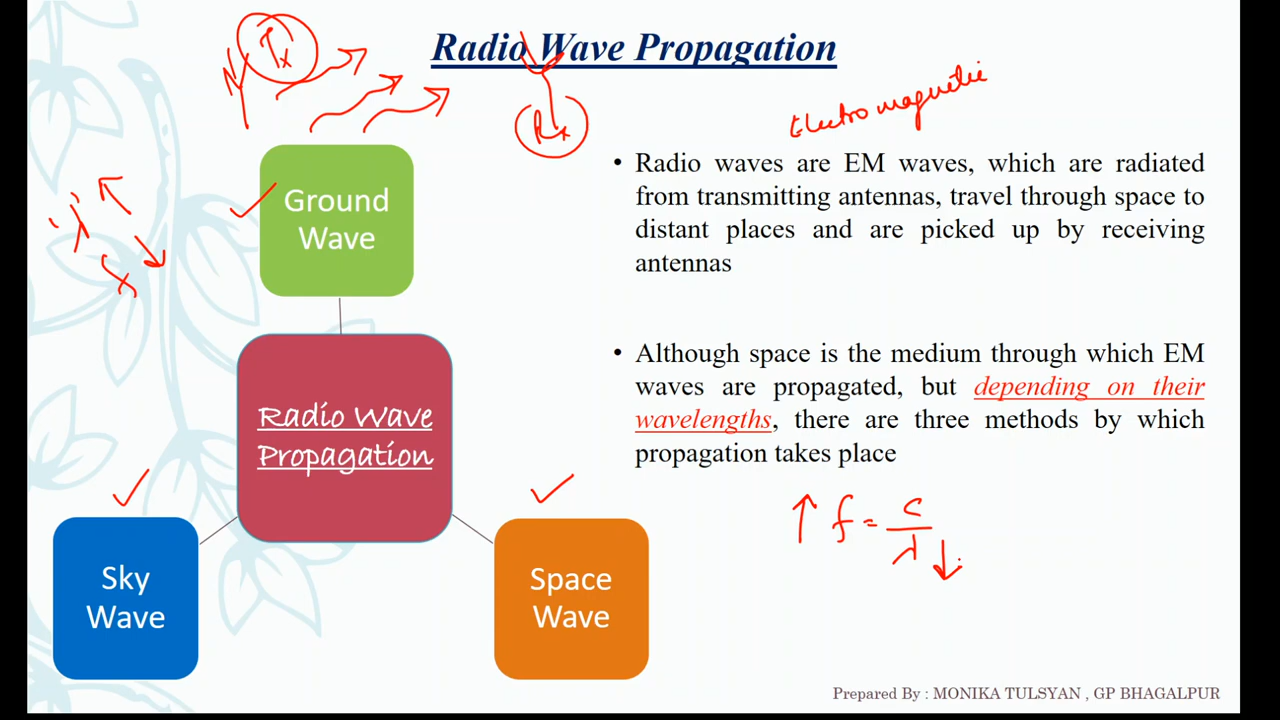 Radio Wave Propagation
Tx
Rx
Electromagnetic
Ground
Wave
λ
Radio Wave
Propagation
Sky
Wave
Space
Wave
• Radio waves are EM waves, which are radiated
from transmitting antennas, travel through space to
distant places and are picked up by receiving
antennas
• Although space is the medium through which EM
waves are propagated, but depending on their
wavelengths, there are three methods by which
propagation takes place
↑ f = c/λ ↓
Prepared By : MONIKA TULSYAN , GP BHAGALPUR